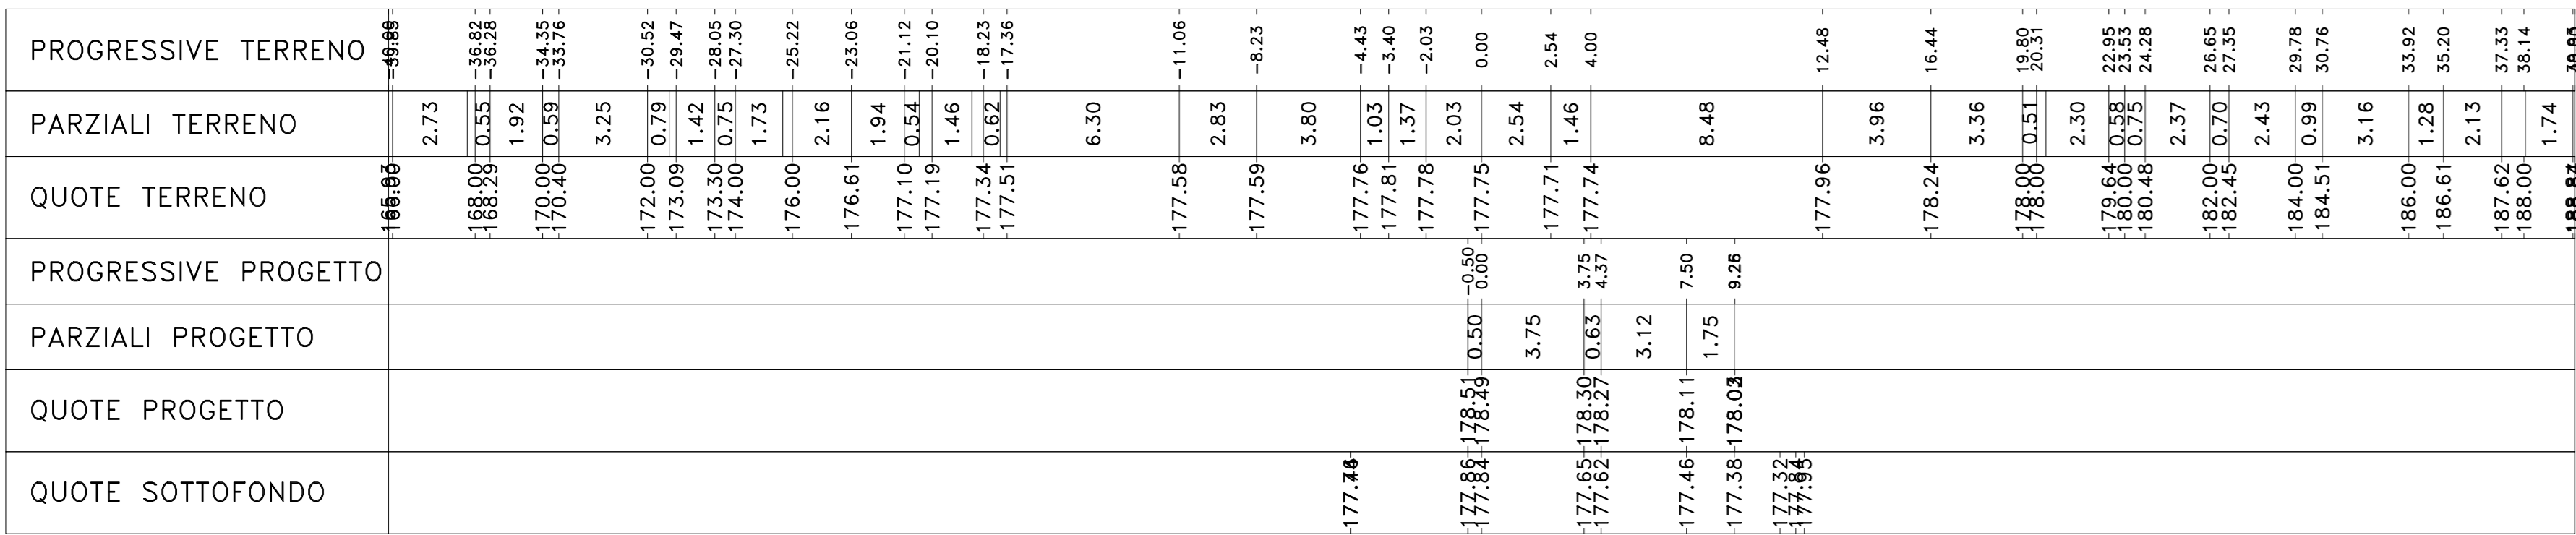 PROGRESSIVE TERRENO -39.85 -36.82 -36.28 -34.35 -33.76 -30.52 -29.47 -28.05 -27.30 -25.22 -23.06 -21.12 -20.10 -18.23 -17.36 -11.06 -8.23 -4.43 -3.40 -2.03 0.00 2.54 4.00 12.48 16.44 19.80 20.31 22.95 23.53 24.28 26.65 27.35 29.78 30.76 33.92 35.20 37.33 38.14
PARZIALI TERRENO 2.73 0.55 1.92 0.59 3.25 0.79 1.42 0.75 1.73 2.16 1.94 0.54 1.46 0.62 6.30 2.83 3.80 1.03 1.37 2.03 2.54 1.46 8.48 3.96 3.36 0.51 2.30 0.58 0.75 2.37 0.70 2.43 0.99 3.16 1.28 2.13 1.74
QUOTE TERRENO 168.00 168.29 170.00 170.40 172.00 173.09 173.30 174.00 176.00 176.61 177.10 177.19 177.34 177.51 177.58 177.59 177.76 177.81 177.78 177.75 177.71 177.74 177.96 178.24 178.00 178.00 179.64 180.00 180.48 182.00 182.45 184.00 184.51 186.00 186.61 187.62 188.00
PROGRESSIVE PROGETTO -0.50 0.00 3.75 4.37 7.50
PARZIALI PROGETTO 0.50 3.75 0.63 3.12 1.75
QUOTE PROGETTO 178.51 178.49 178.30 178.27 178.11
QUOTE SOTTOFONDO 177.86 177.84 177.65 177.62 177.46 177.38 177.32 177.95